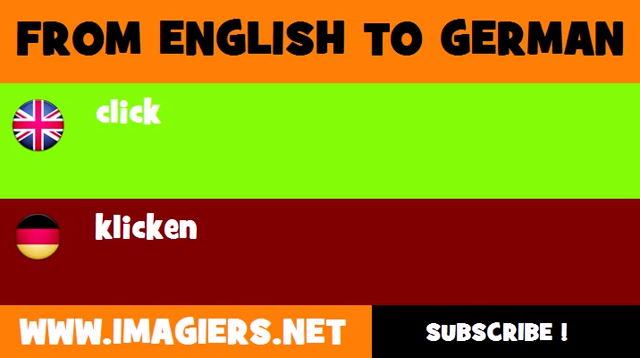 FROM ENGLISH TO GERMAN
click
klicken
WWW.IMAGIERS.NET
SUBSCRIBE !